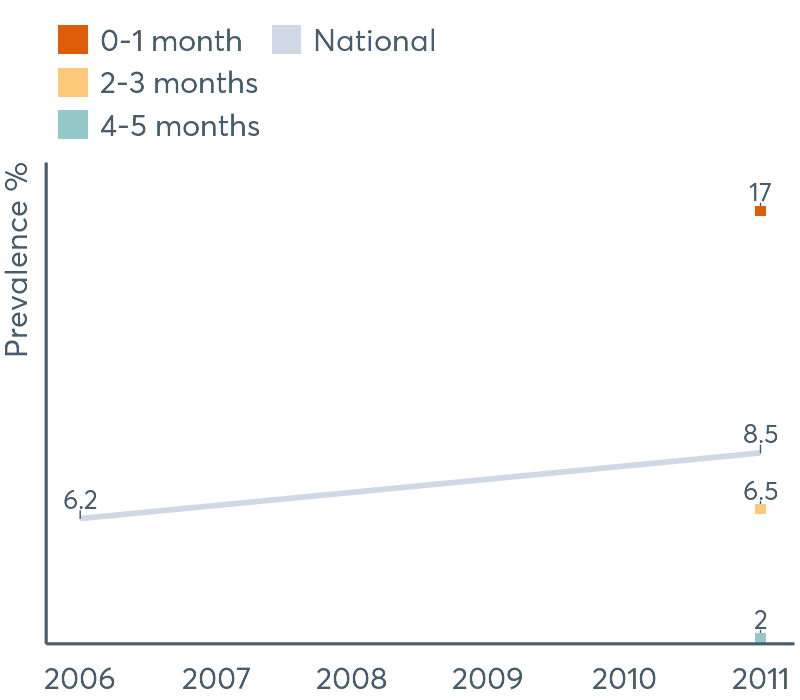 0-1 month
National
2-3 months
4-5 months
Prevalence %
17
8.5
6.2
6.5
2
2006 2007 2008 2009 2010 2011